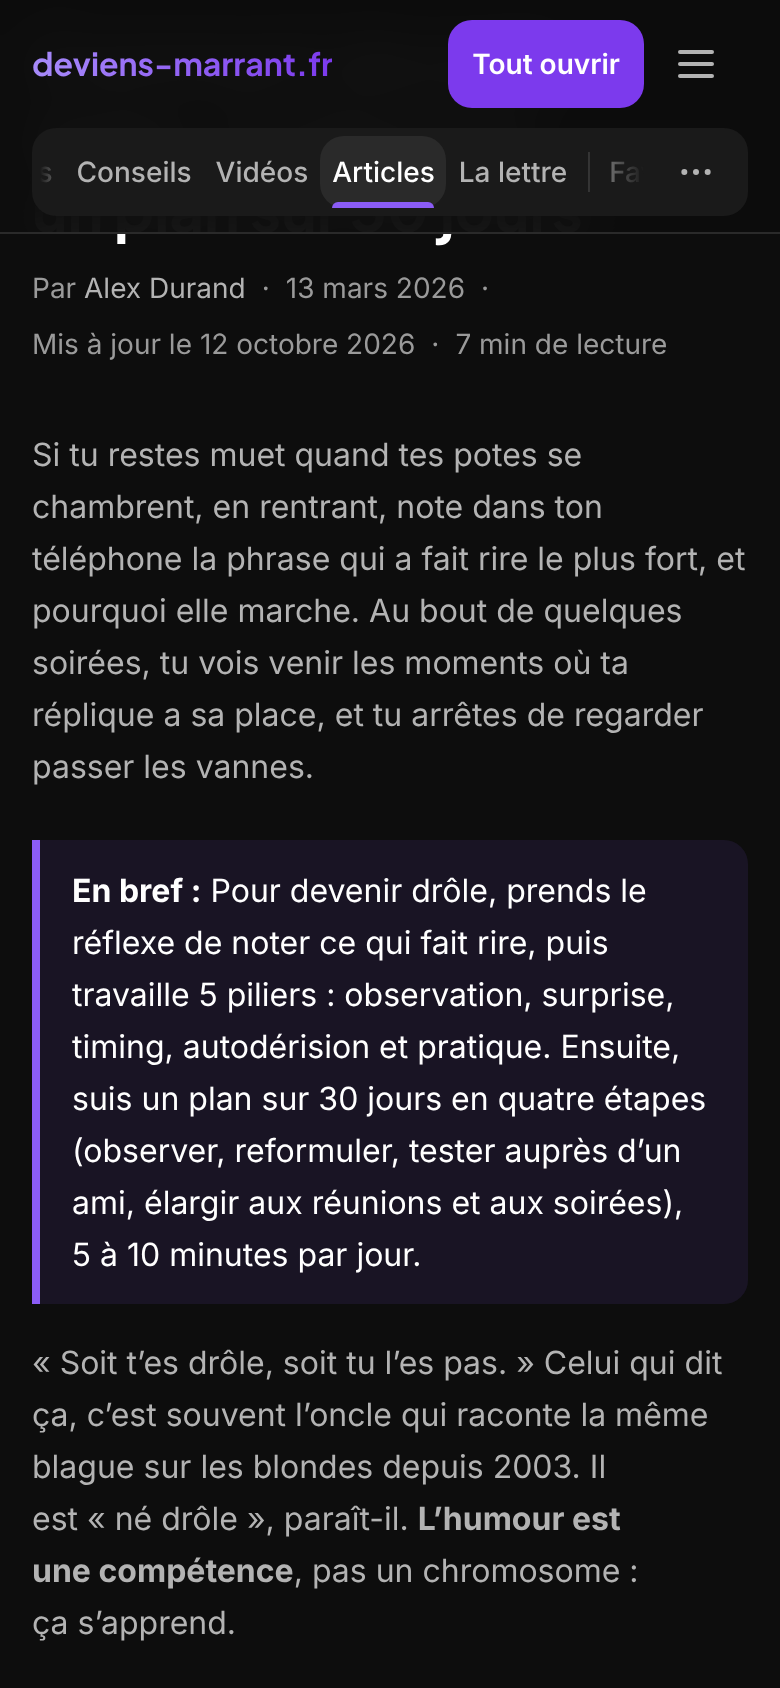 deviens-marrant.fr
Tout ouvrir
s Conseils Vidéos Articles La lettre Fa
un plan sur 30 jours
Par Alex Durand · 13 mars 2026 ·
Mis à jour le 12 octobre 2026 · 7 min de lecture
Si tu restes muet quand tes potes se
chambrent, en rentrant, note dans ton
téléphone la phrase qui a fait rire le plus fort, et
pourquoi elle marche. Au bout de quelques
soirées, tu vois venir les moments où ta
réplique a sa place, et tu arrêtes de regarder
passer les vannes.
En bref : Pour devenir drôle, prends le
réflexe de noter ce qui fait rire, puis
travaille 5 piliers : observation, surprise,
timing, autodérision et pratique. Ensuite,
suis un plan sur 30 jours en quatre étapes
(observer, reformuler, tester auprès d’un
ami, élargir aux réunions et aux soirées),
5 à 10 minutes par jour.
« Soit t’es drôle, soit tu l’es pas. » Celui qui dit
ça, c’est souvent l’oncle qui raconte la même
blague sur les blondes depuis 2003. Il
est « né drôle », paraît-il. L’humour est
une compétence, pas un chromosome :
ça s’apprend.